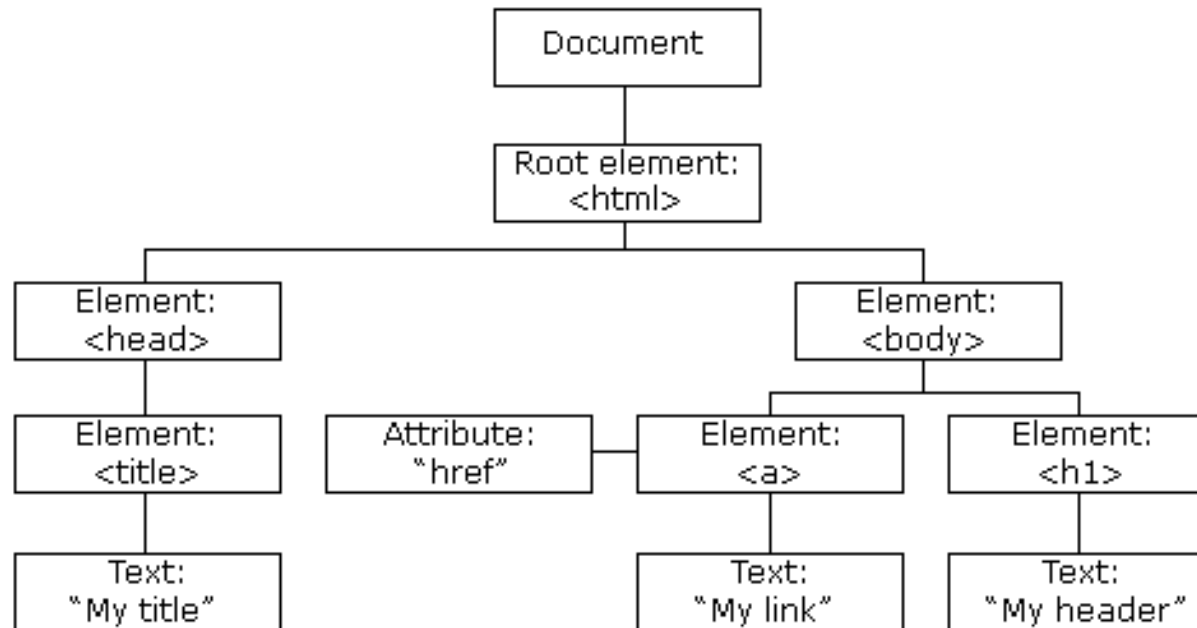 Document
Root element:
<html>
Element:
<head>
Element:
<body>
Element:
<title>
Attribute:
“href”
Element:
<a>
Element:
<h1>
Text:
“My title”
Text:
“My link”
Text:
“My header”